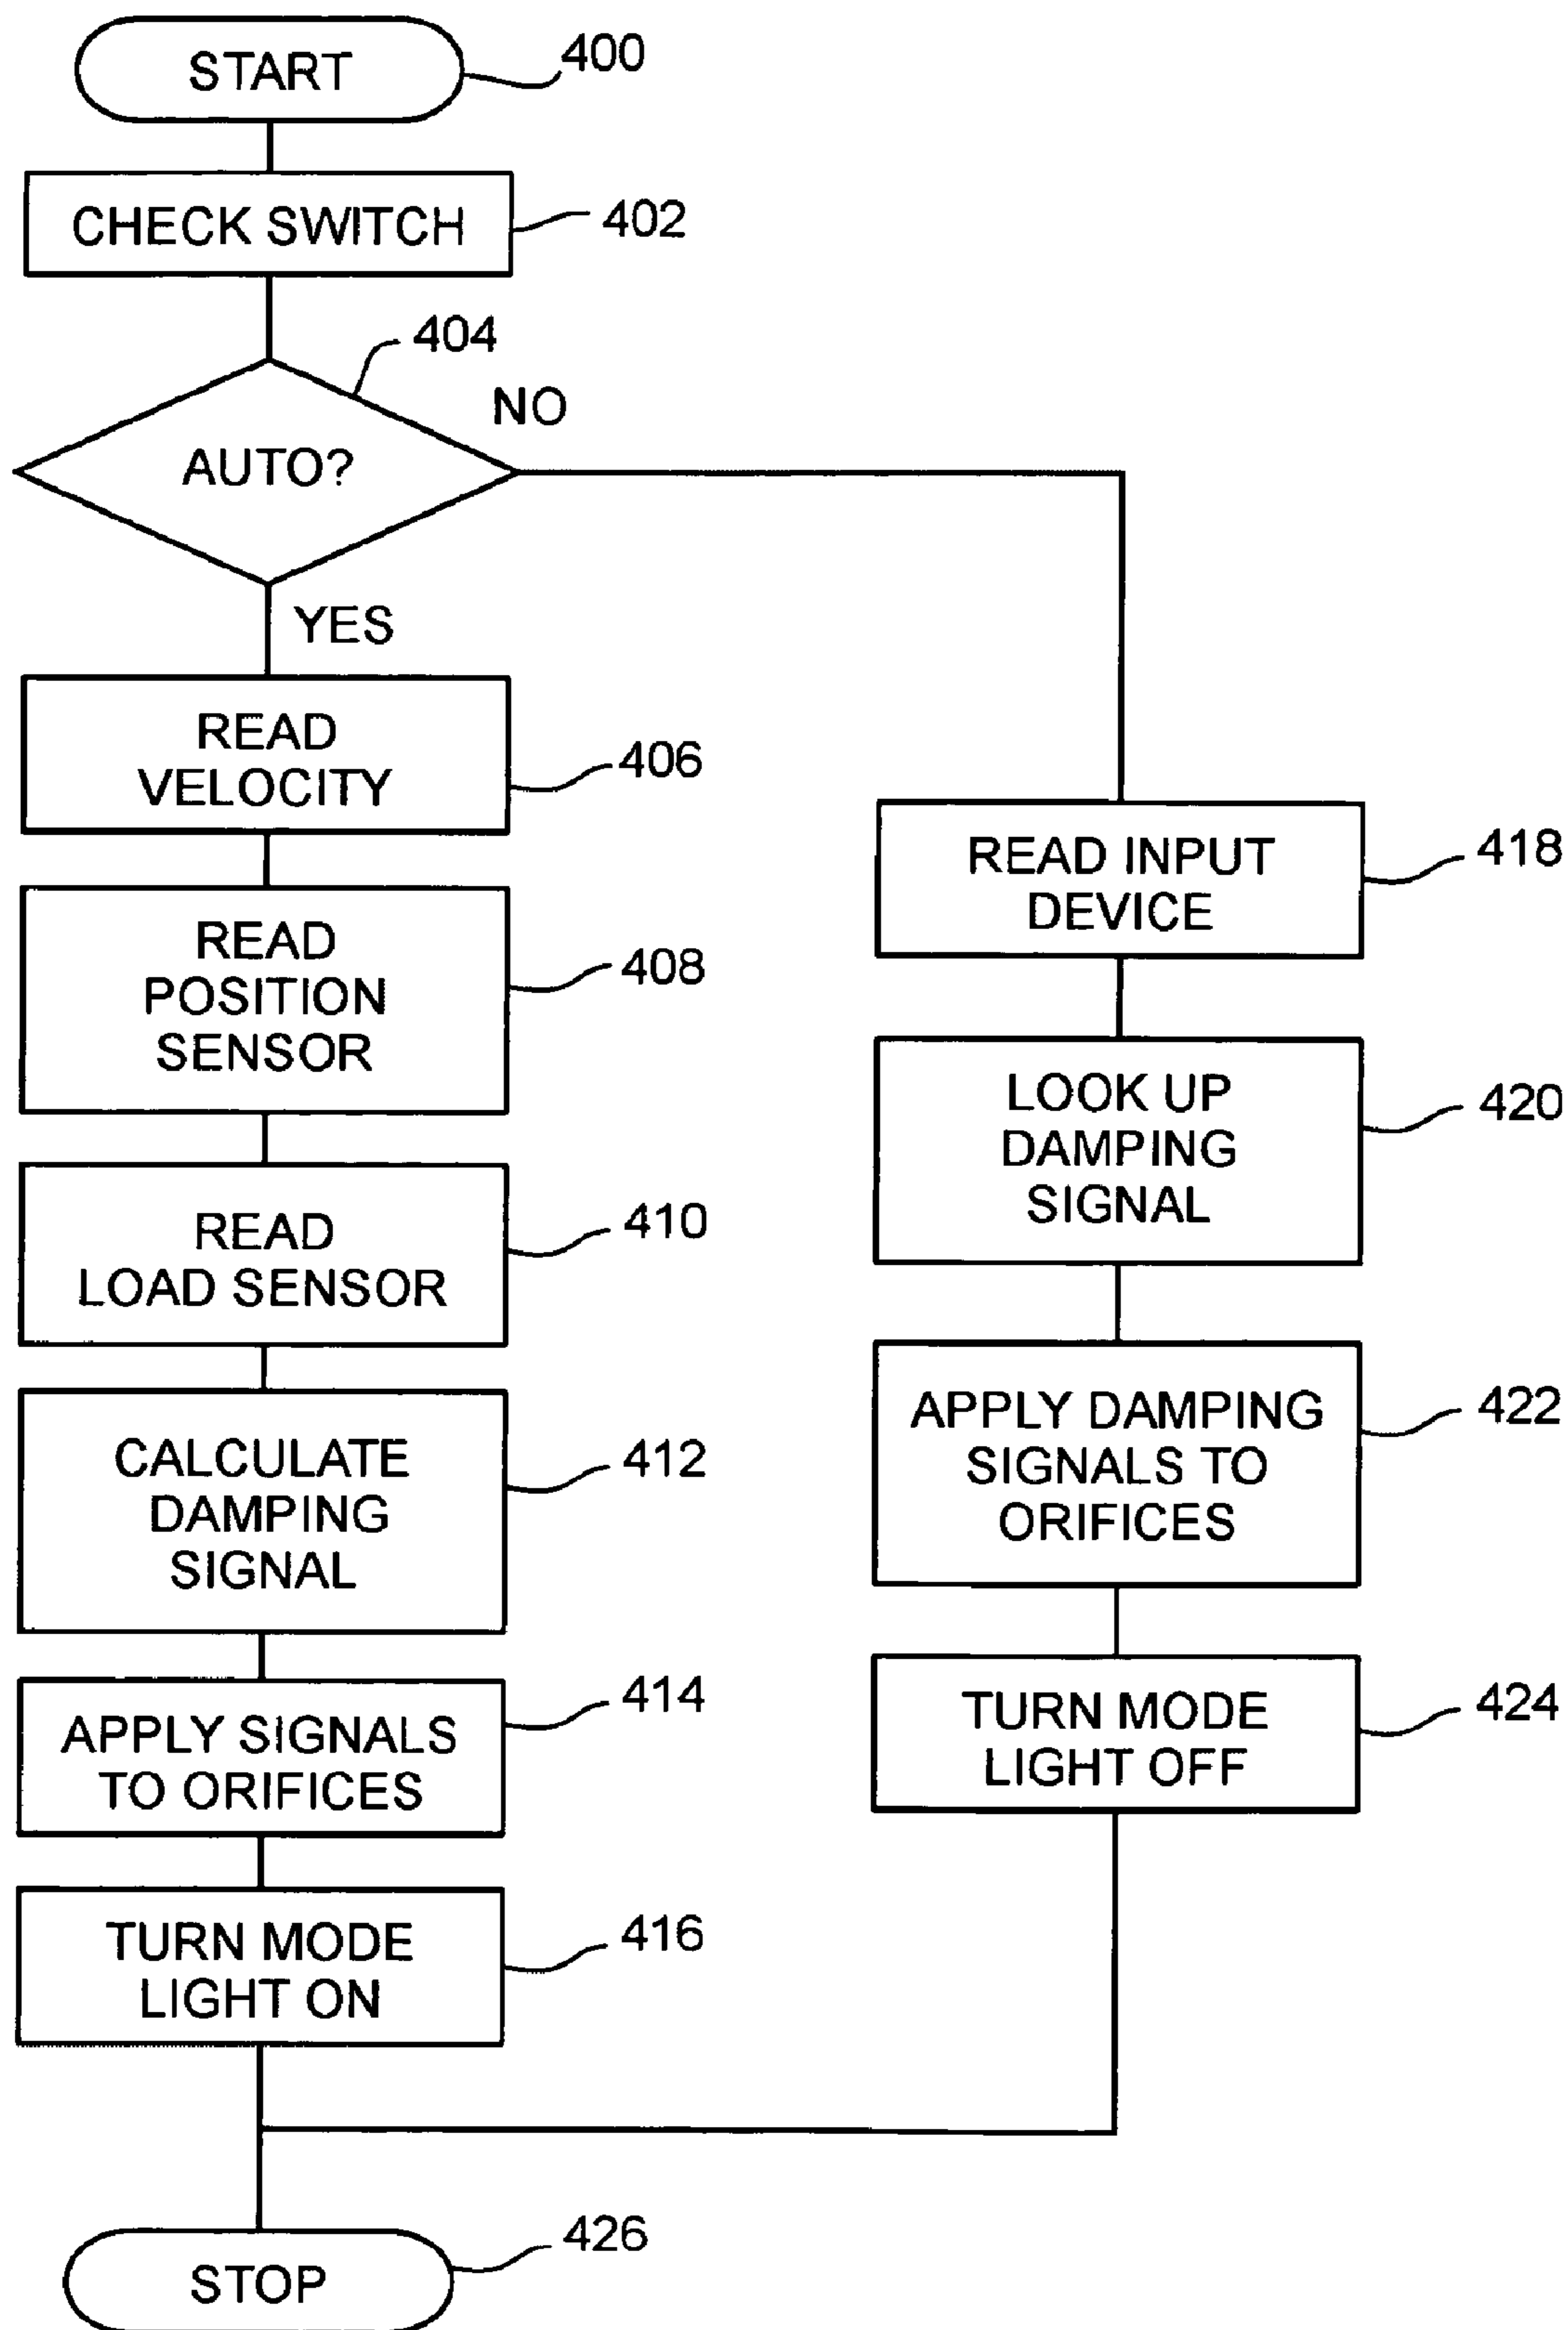 START
400
CHECK SWITCH
402
404
AUTO?
NO
YES
READ
VELOCITY
406
READ
POSITION
SENSOR
408
READ
LOAD SENSOR
410
CALCULATE
DAMPING
SIGNAL
412
APPLY SIGNALS
TO ORIFICES
414
TURN MODE
LIGHT ON
416
READ INPUT
DEVICE
418
LOOK UP
DAMPING
SIGNAL
420
APPLY DAMPING
SIGNALS TO
ORIFICES
422
TURN MODE
LIGHT OFF
424
STOP
426